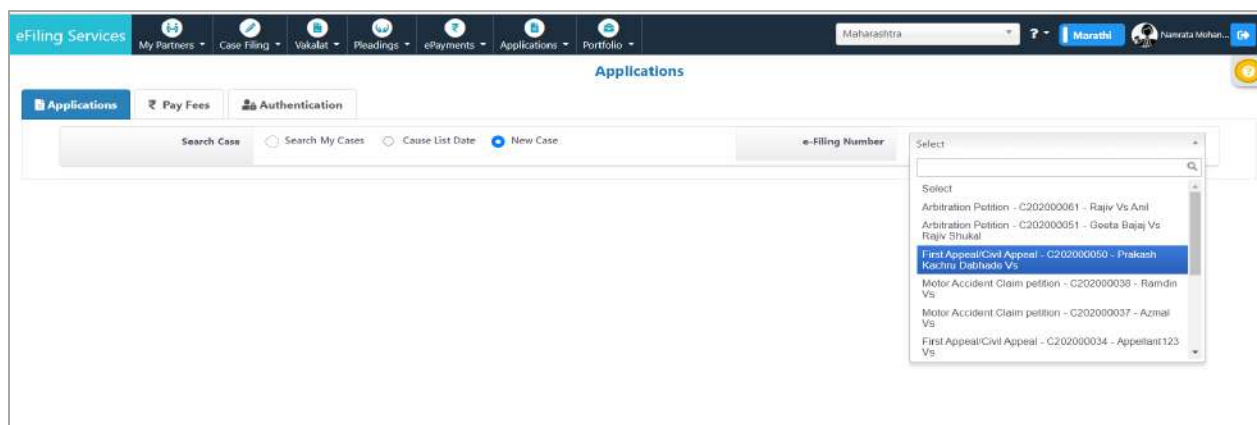 eFiling Services
My Partners
Case Filing
Vakalat
Pleadings
ePayments
Applications
Portfolio
Maharashtra
?
Marathi
Namrata Mohan...
Applications
Applications
₹ Pay Fees
Authentication
Search Case
Search My Cases
Cause List Date
New Case
e-Filing Number
Select
Select
Arbitration Petition - C202000061 - Rajiv Vs Anil
Arbitration Petition - C202000051 - Geeta Bajaj Vs
Rajiv Shukal
First Appeal/Civil Appeal - C202000050 - Prakash
Kachru Dabhade Vs
Motor Accident Claim petition - C202000038 - Ramdin
Vs
Motor Accident Claim petition - C202000037 - Azmal
Vs
First Appeal/Civil Appeal - C202000034 - Appellant123
Vs